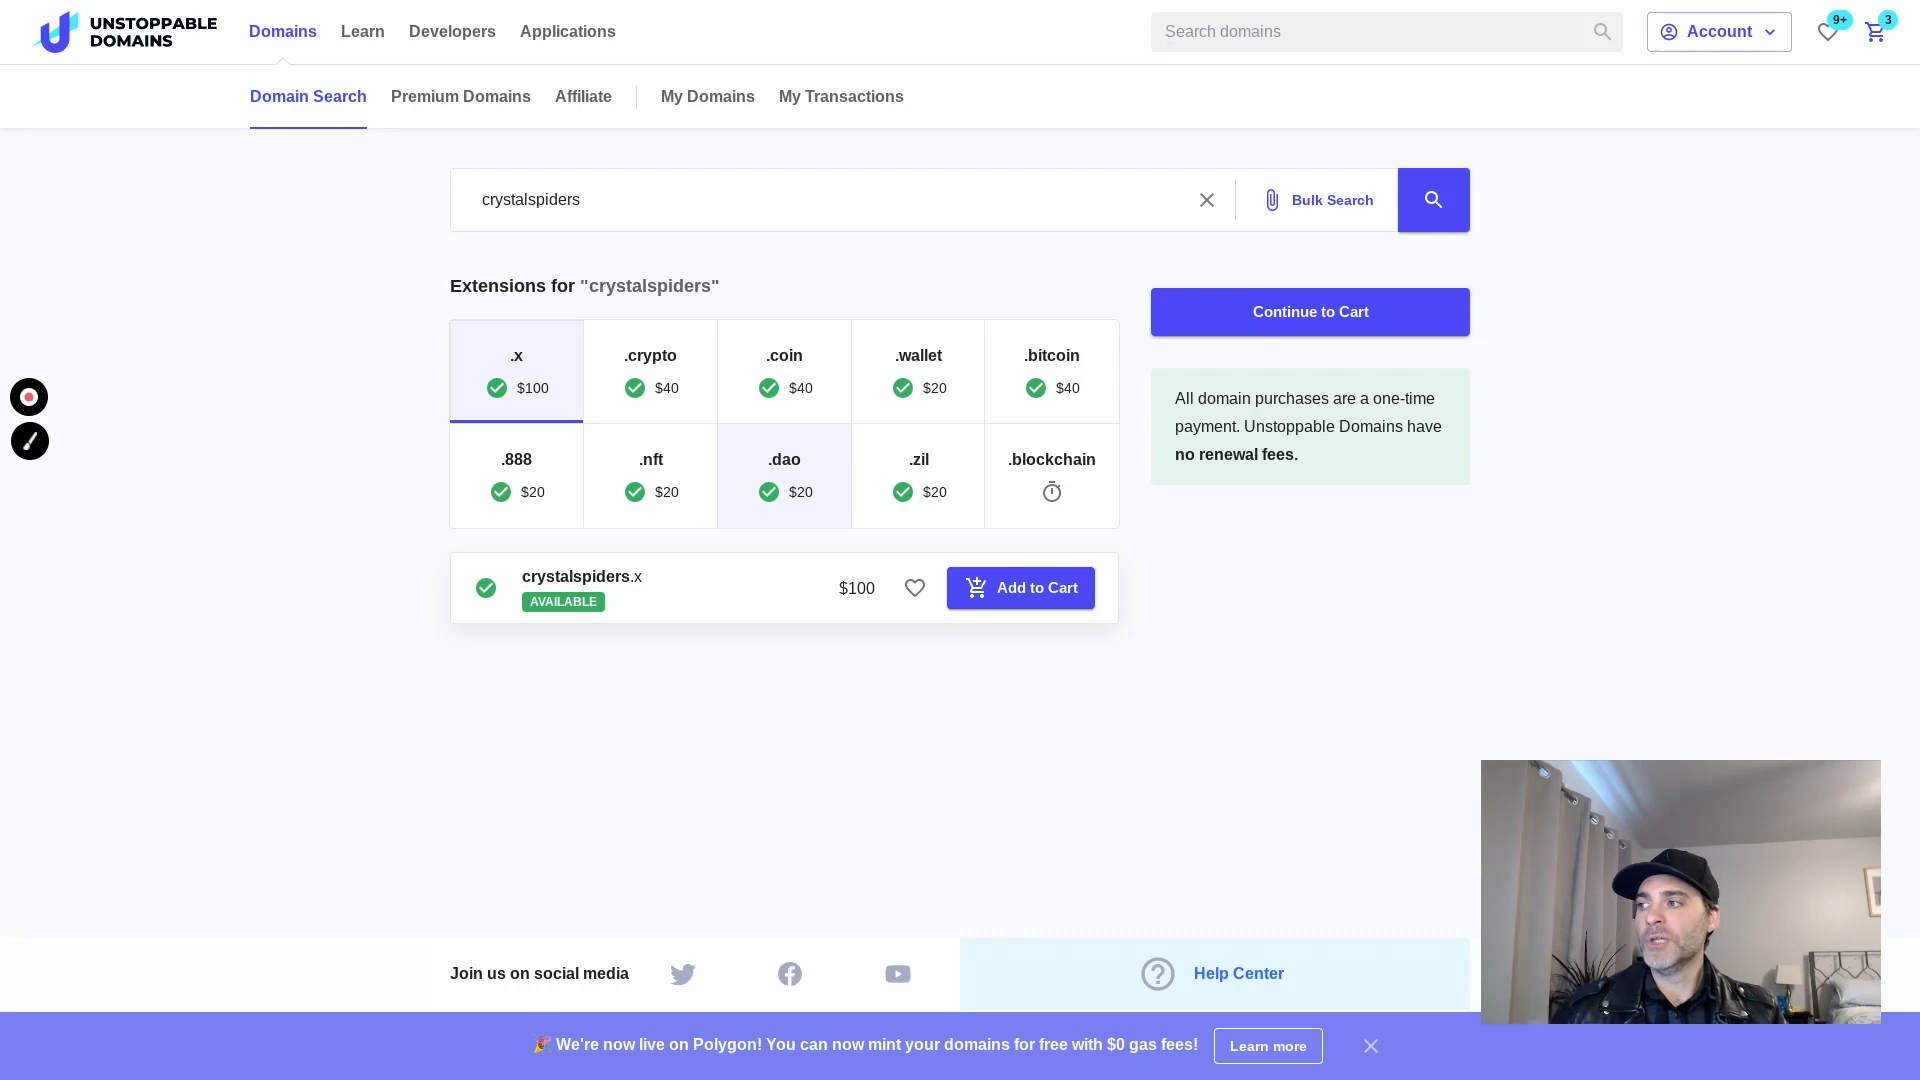 UNSTOPPABLE
DOMAINS
Domains
Learn
Developers
Applications
Search domains
Account
9+
3
Domain Search
Premium Domains
Affiliate
My Domains
My Transactions
crystalspiders
Bulk Search
Extensions for "crystalspiders"
Continue to Cart
.x
$100
.crypto
$40
.coin
$40
.wallet
$20
.bitcoin
$40
.888
$20
.nft
$20
.dao
$20
.zil
$20
.blockchain
All domain purchases are a one-time
payment. Unstoppable Domains have
no renewal fees.
crystalspiders.x
AVAILABLE
$100
Add to Cart
Join us on social media
Help Center
🎉 We're now live on Polygon! You can now mint your domains for free with $0 gas fees!
Learn more